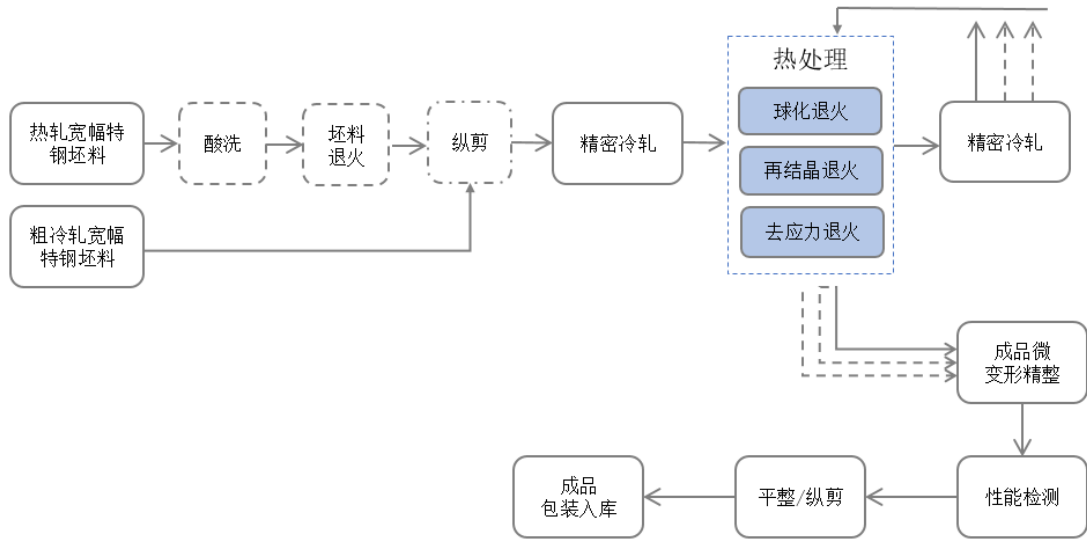 热轧宽幅特
钢坯料
酸洗
坯料
退火
纵剪
精密冷轧
热处理
球化退火
再结晶退火
去应力退火
精密冷轧
粗冷轧宽幅
特钢坯料
成品微
变形精整
性能检测
平整/纵剪
成品
包装入库